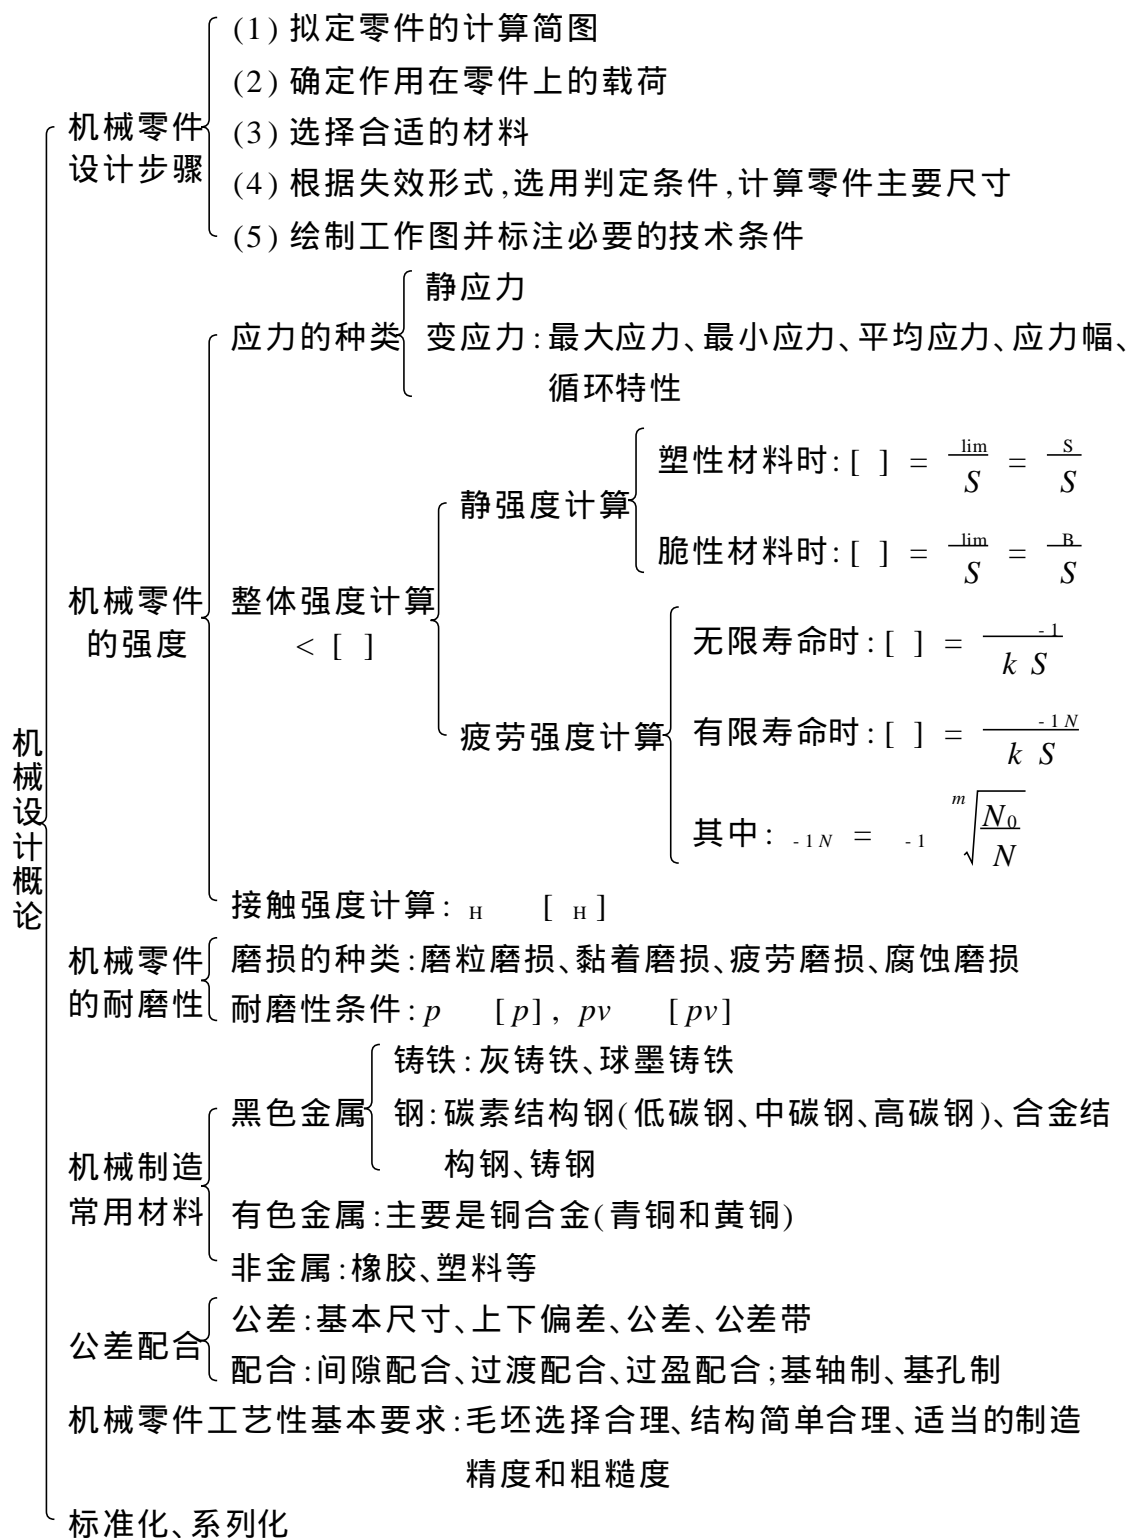 机械设计概论
机械零件
设计步骤
(1) 拟定零件的计算简图
(2) 确定作用在零件上的载荷
(3) 选择合适的材料
(4) 根据失效形式,选用判定条件,计算零件主要尺寸
(5) 绘制工作图并标注必要的技术条件
机械零件
的强度
应力的种类
静应力
变应力:最大应力、最小应力、平均应力、应力幅、
循环特性
整体强度计算
< [ ]
静强度计算
塑性材料时:[ ] = lim/S = S/S
脆性材料时:[ ] = lim/S = B/S
疲劳强度计算
无限寿命时:[ ] = -1/k S
有限寿命时:[ ] = -1N/k S
其中: -1N = -1 m√N0/N
接触强度计算: H [ H ]
机械零件
的耐磨性
磨损的种类:磨粒磨损、黏着磨损、疲劳磨损、腐蚀磨损
耐磨性条件:p [p], pv [pv]
机械制造
常用材料
黑色金属
铸铁:灰铸铁、球墨铸铁
钢:碳素结构钢(低碳钢、中碳钢、高碳钢)、合金结
构钢、铸钢
有色金属:主要是铜合金(青铜和黄铜)
非金属:橡胶、塑料等
公差配合
公差:基本尺寸、上下偏差、公差、公差带
配合:间隙配合、过渡配合、过盈配合;基轴制、基孔制
机械零件工艺性基本要求:毛坯选择合理、结构简单合理、适当的制造
精度和粗糙度
标准化、系列化